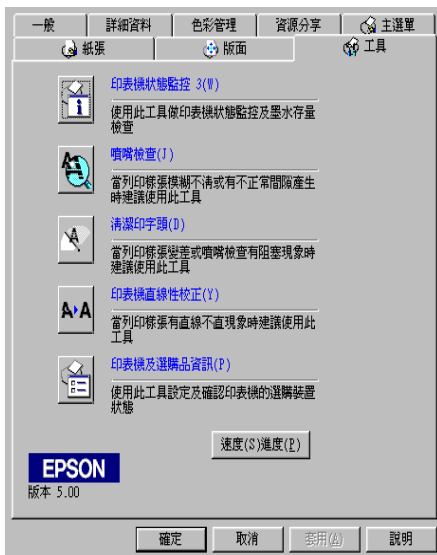 一般
詳細資料
色彩管理
資源分享
主選單
紙張
版面
工具
印表機狀態監控 3(W)
使用此工具做印表機狀態監控及墨水存量
檢查
噴嘴檢查(J)
當列印樣張模糊不清或有不正常間隙產生
時建議使用此工具
清潔印字頭(D)
當列印樣張變差或噴嘴檢查有阻塞現象時
建議使用此工具
印表機直線性校正(Y)
當列印樣張有直線不直現象時建議使用此
工具
印表機及選購品資訊(P)
使用此工具設定及確認印表機的選購裝置
狀態
速度(S)進度(P)
EPSON
版本 5.00
確定
取消
套用(A)
說明